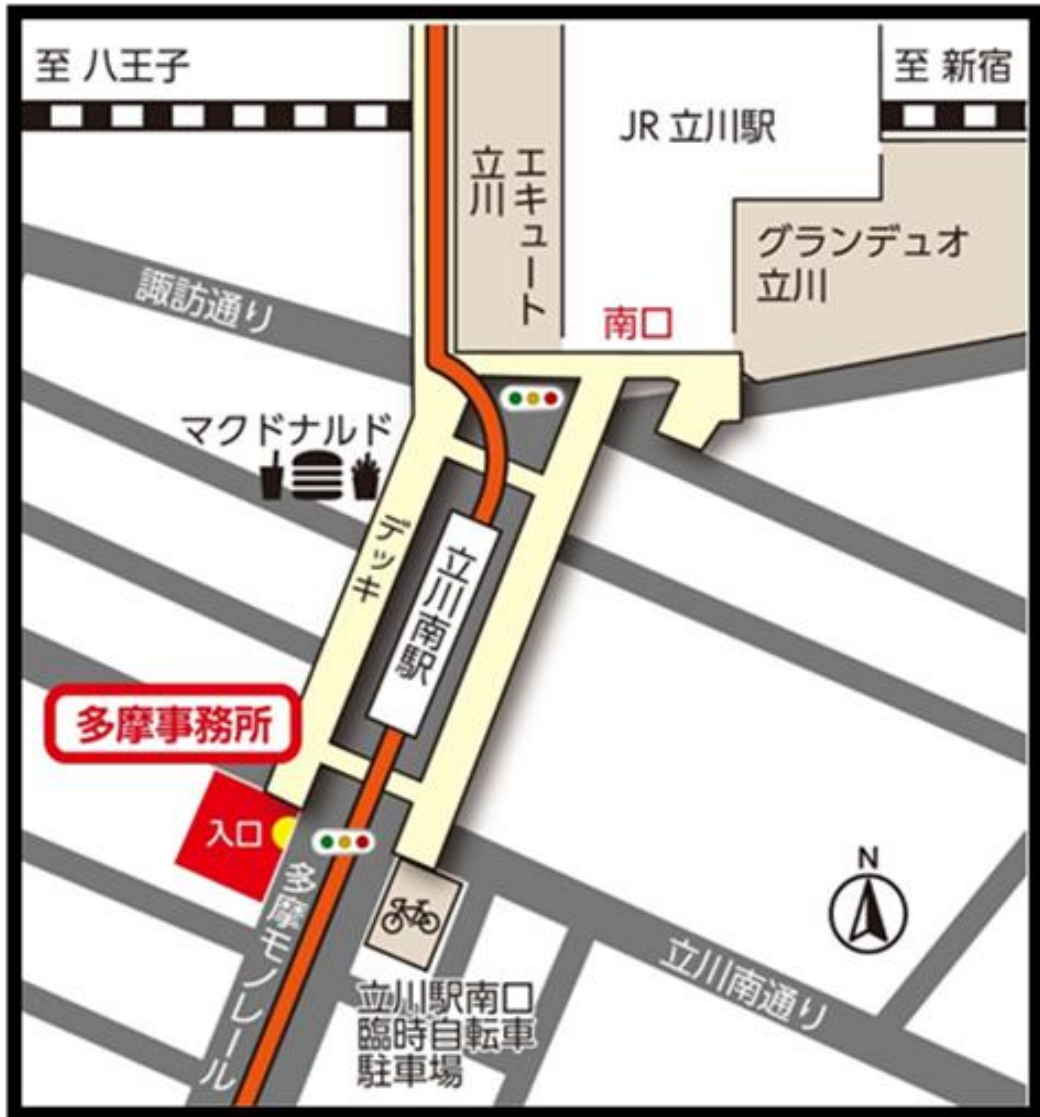 至 八王子
至 新宿
JR 立川駅
エキュート
立川
グランデュオ
立川
南口
諏訪通り
マクドナルド
デッキ
立川南駅
多摩事務所
入口
多摩モノレール
N
立川南通り
立川駅南口
臨時自転車
駐車場